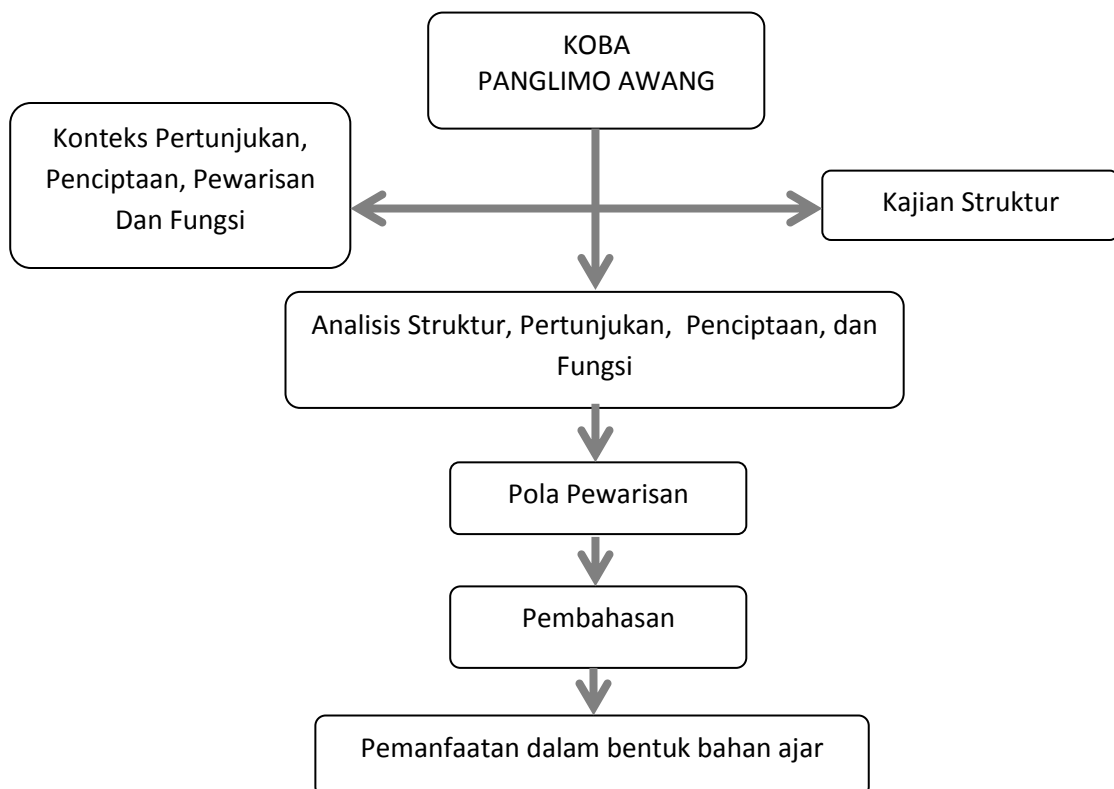 KOBA
PANGLIMO AWANG
Konteks Pertunjukan,
Penciptaan, Pewarisan
Dan Fungsi
Kajian Struktur
Analisis Struktur, Pertunjukan, Penciptaan, dan
Fungsi
Pola Pewarisan
Pembahasan
Pemanfaatan dalam bentuk bahan ajar